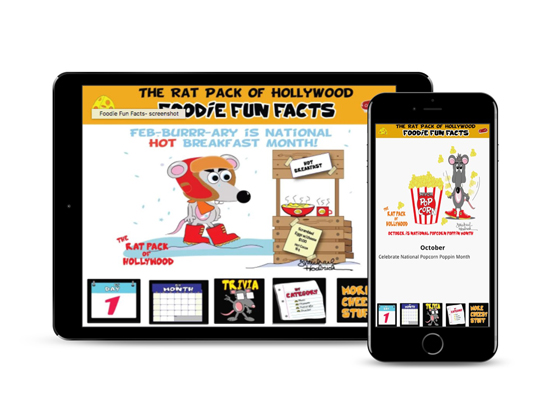 THE RAT PACK OF HOLLYWOOD
FOODIE FUN FACTS
Foodie Fun Facts- screenshot
FEB-BURRR-ARY IS NATIONAL
HOT BREAKFAST MONTH!
HOT
BREAKFAST
THE
RAT PACK OF
HOLLYWOOD
DAY
1
MONTH
TRIVIA
BY CATEGORY
MORE
CHEESY
STUFF
THE RAT PACK OF HOLLYWOOD
FOODIE FUN FACTS
POP
CORN
THE
RAT PACK
OF
HOLLYWOOD
OCTOBER IS NATIONAL POPCORN POPPIN MONTH
October
Celebrate National Popcorn Poppin Month
1
MONTH
TRIVIA
MORE
CHEESY
STUFF